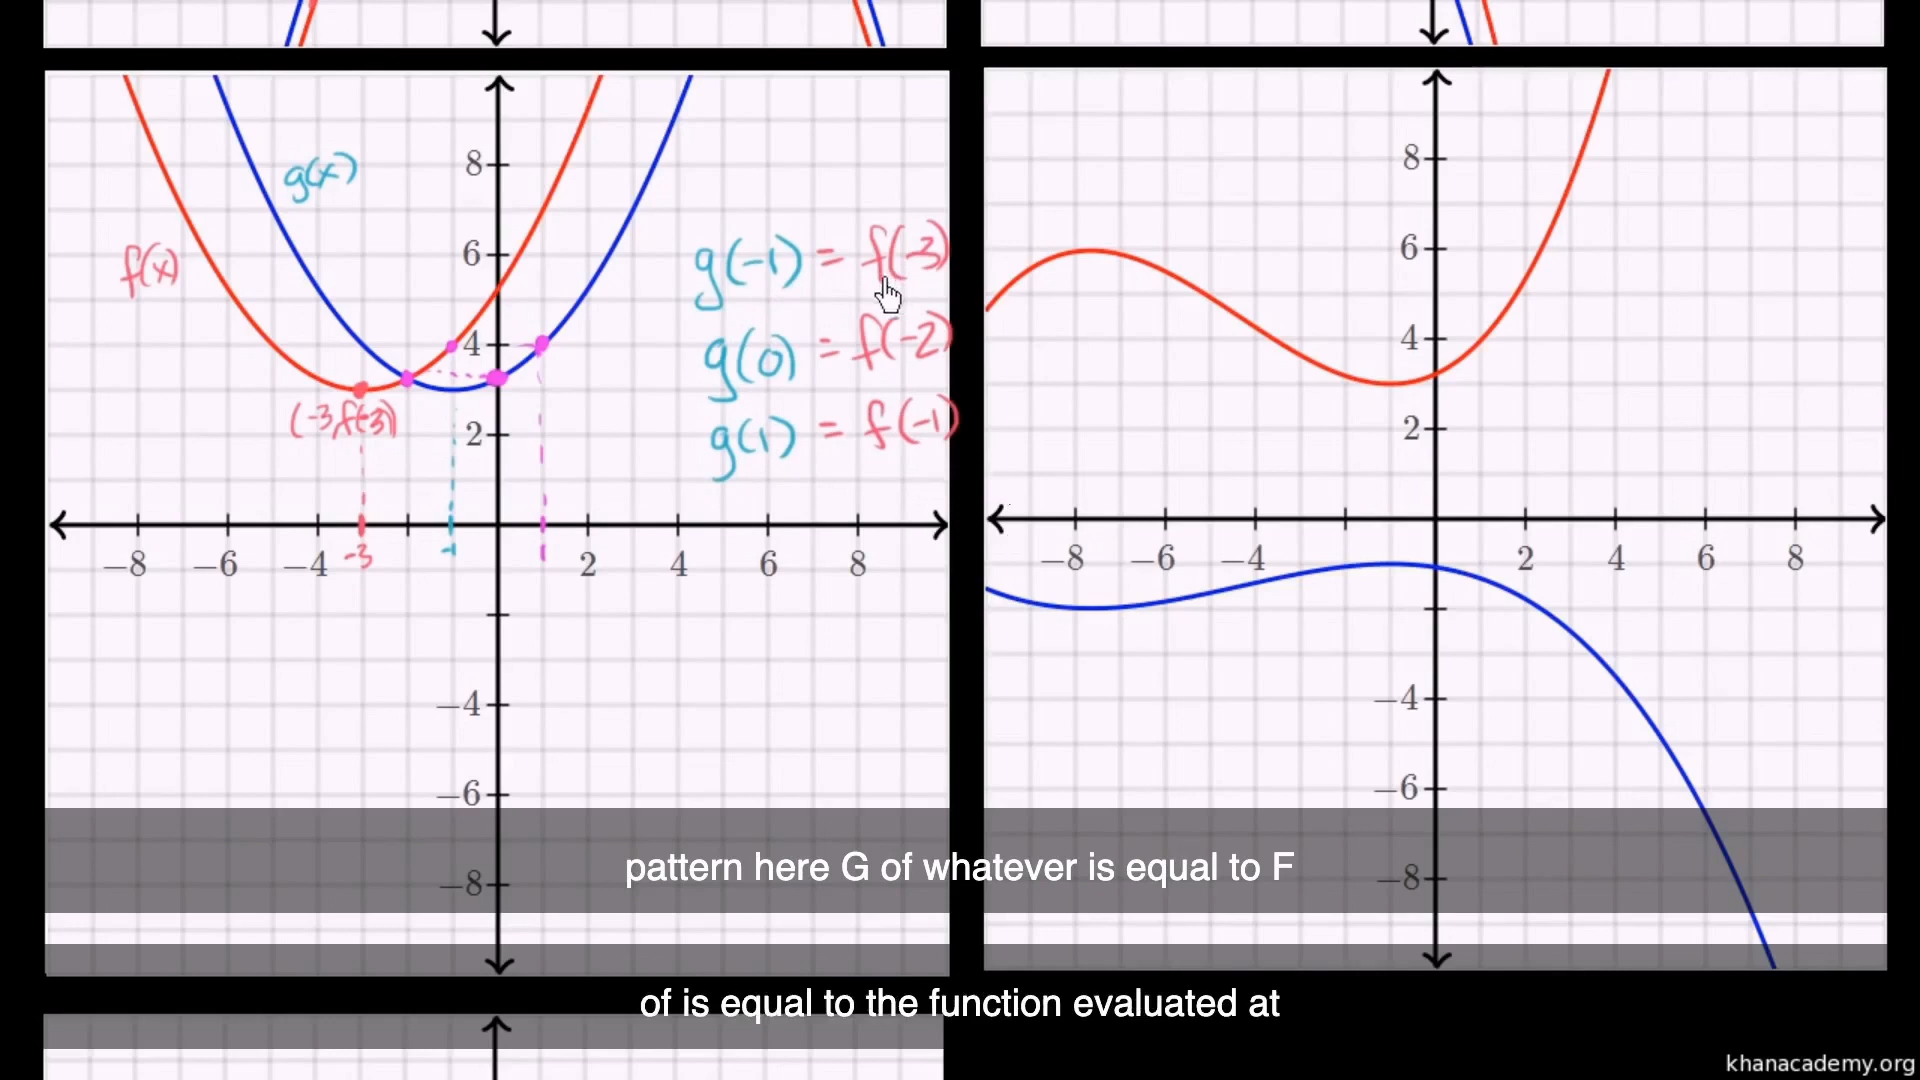 8
g(x)
6
f(x)
g(-1) = f(-3)
4
g(0) = f(-2)
(-3,f(-3)
2
g(1) = f(-1)
-8 -6 -4 -3 -1 1 2 4 6 8
-4
-6
-8
8
6
4
2
-8 -6 -4 2 4 6 8
-4
-6
-8
pattern here G of whatever is equal to F
of is equal to the function evaluated at
khanacademy.org